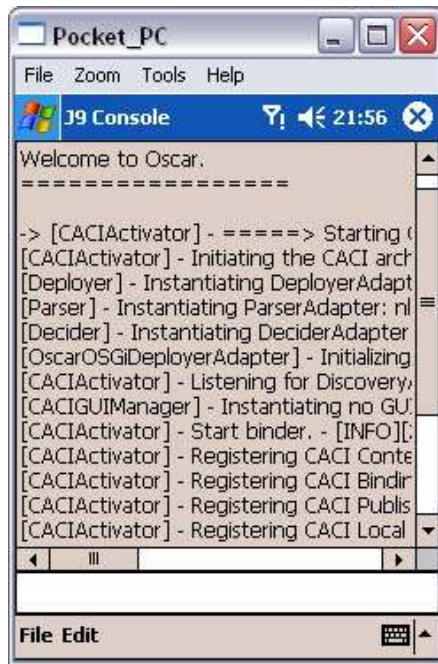 Pocket_PC
File Zoom Tools Help
J9 Console 21:56
Welcome to Oscar.
==================
-> [CACIActivator] - =====> Starting
[CACIActivator] - Initiating the CACI arch
[Deployer] - Instantiating DeployerAdapt
[Parser] - Instantiating ParserAdapter: nl
[Decider] - Instantiating DeciderAdapter
[OscarOSGiDeployerAdapter] - Initializing
[CACIActivator] - Listening for Discovery
[CACIGUIManager] - Instantiating no GU
[CACIActivator] - Start binder. - [INFO][
[CACIActivator] - Registering CACI Conte
[CACIActivator] - Registering CACI Bindin
[CACIActivator] - Registering CACI Publis
[CACIActivator] - Registering CACI Local
File Edit